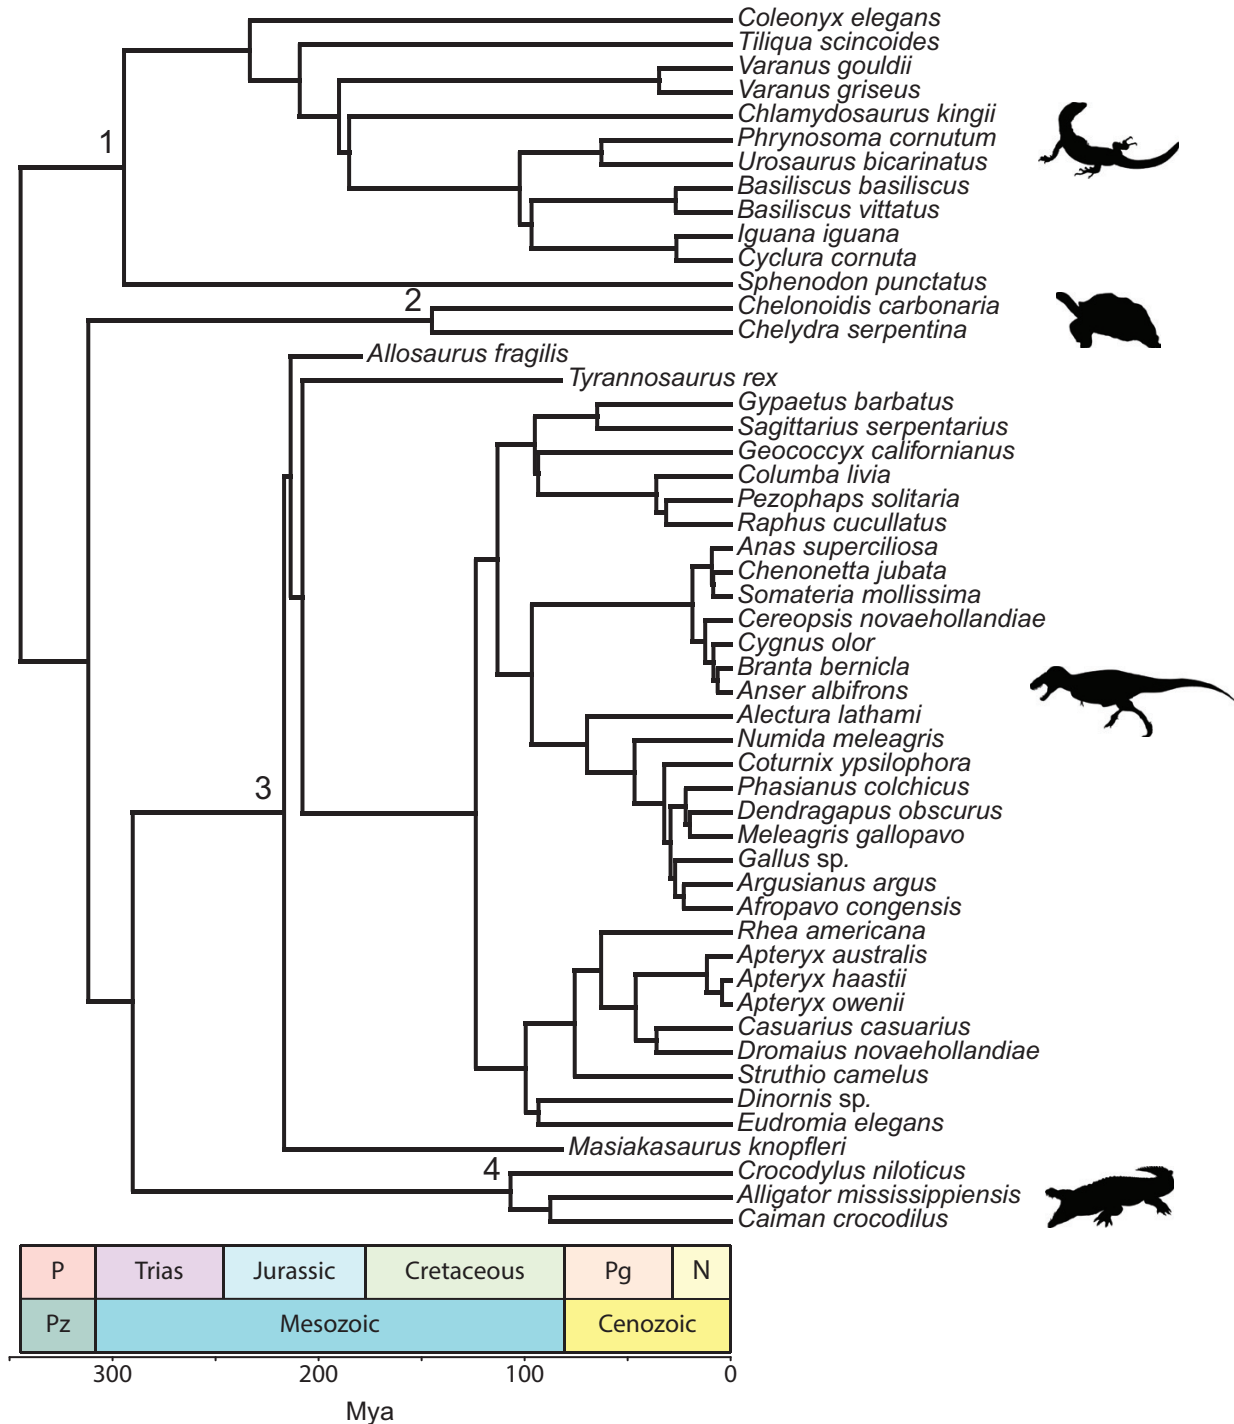 Coleonyx elegans
Tiliqua scincoides
Varanus gouldii
Varanus griseus
Chlamydosaurus kingii
1
Phrynosoma cornutum
Urosaurus bicarinatus
Basiliscus basiliscus
Basiliscus vittatus
Iguana iguana
Cyclura cornuta
Sphenodon punctatus
2
Chelonoidis carbonaria
Chelydra serpentina
Allosaurus fragilis
Tyrannosaurus rex
Gypaetus barbatus
Sagittarius serpentarius
Geococcyx californianus
Columba livia
Pezophaps solitaria
Raphus cucullatus
Anas superciliosa
Chenonetta jubata
Somateria mollissima
Cereopsis novaehollandiae
Cygnus olor
Branta bernicla
Anser albifrons
Alectura lathami
Numida meleagris
Coturnix ypsilophora
3
Phasianus colchicus
Dendragapus obscurus
Meleagris gallopavo
Gallus sp.
Argusianus argus
Afropavo congensis
Rhea americana
Apteryx australis
Apteryx haastii
Apteryx owenii
Casuarius casuarius
Dromaius novaehollandiae
Struthio camelus
Dinornis sp.
Eudromia elegans
Masiakasaurus knopfleri
4
Crocodylus niloticus
Alligator mississippiensis
Caiman crocodilus
P Trias Jurassic Cretaceous Pg N
Pz Mesozoic Cenozoic
300 200 100 0
Mya